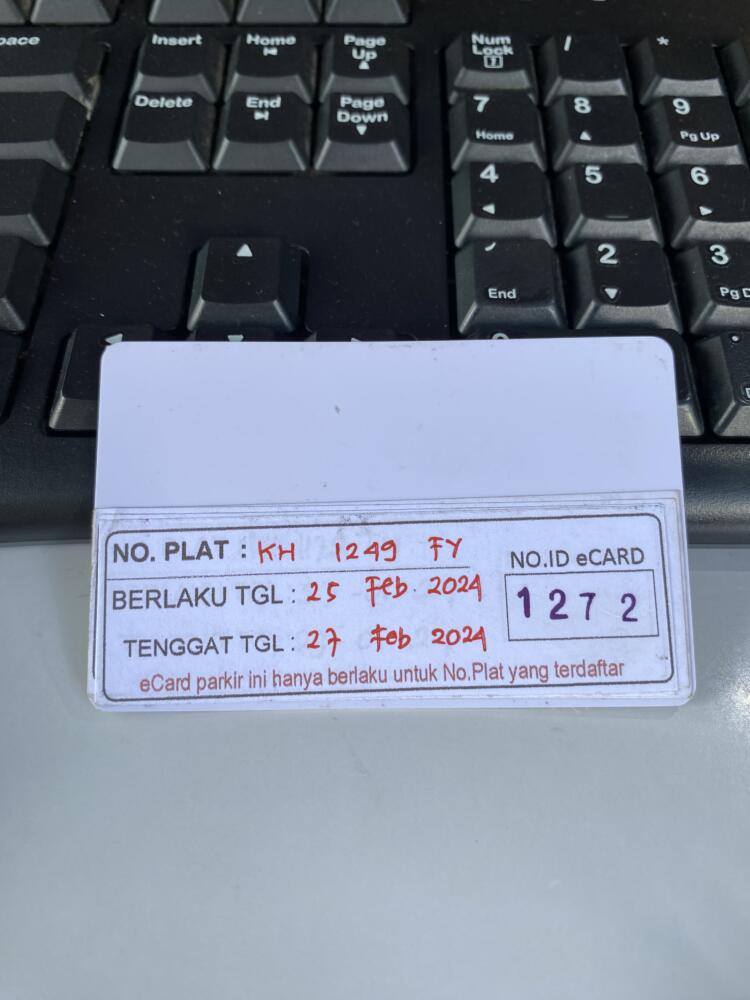 pace Insert Home Page Up Num Lock / *
Delete End Page Down 7 Home 8 9 Pg Up
4 5 6
End 2 3 Pg D
NO. PLAT : KH 1249 FY
NO.ID eCARD
BERLAKU TGL : 25 Feb 2024
1272
TENGGAT TGL : 27 Feb 2024
eCard parkir ini hanya berlaku untuk No.Plat yang terdaftar